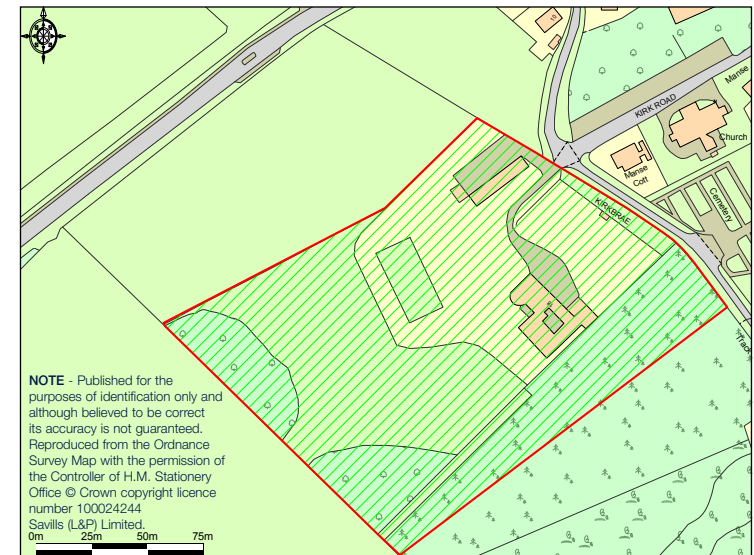 10
KIRK ROAD
Manse
Church
Manse
Cott
Cemetery
KIRKBRAE
Track
NOTE - Published for the
purposes of identification only and
although believed to be correct
its accuracy is not guaranteed.
Reproduced from the Ordnance
Survey Map with the permission of
the Controller of H.M. Stationery
Office © Crown copyright licence
number 100024244
Savills (L&P) Limited.
0m 25m 50m 75m